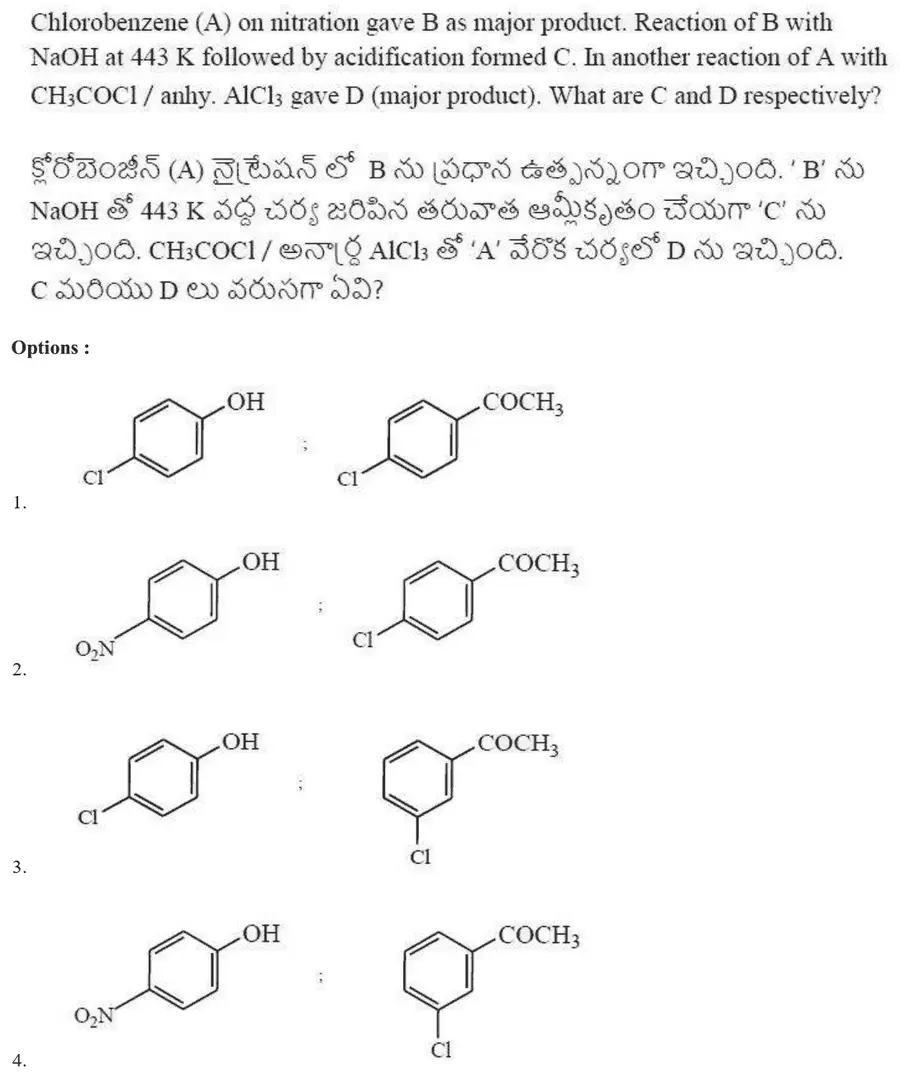 Chlorobenzene (A) on nitration gave B as major product. Reaction of B with
NaOH at 443 K followed by acidification formed C. In another reaction of A with
CH3COCl / anhy. AlCl3 gave D (major product). What are C and D respectively?
క్లోరోబెంజీన్ (A) నైట్రేషన్ లో B ను ప్రధాన ఉత్పన్నంగా ఇచ్చింది. ' B' ను
NaOH తో 443 K వద్ద చర్య జరిపిన తరువాత ఆమ్లీకృతం చేయగా 'C' ను
ఇచ్చింది. CH3COCl / అనార్ద్ర AlCl3 తో 'A' వేరొక చర్యలో D ను ఇచ్చింది.
C మరియు D లు వరుసగా ఏవి?
Options :
OH COCH3
;
Cl Cl
1.
OH COCH3
;
O2N Cl
2.
OH COCH3
;
Cl
Cl
3.
OH COCH3
;
O2N
Cl
4.